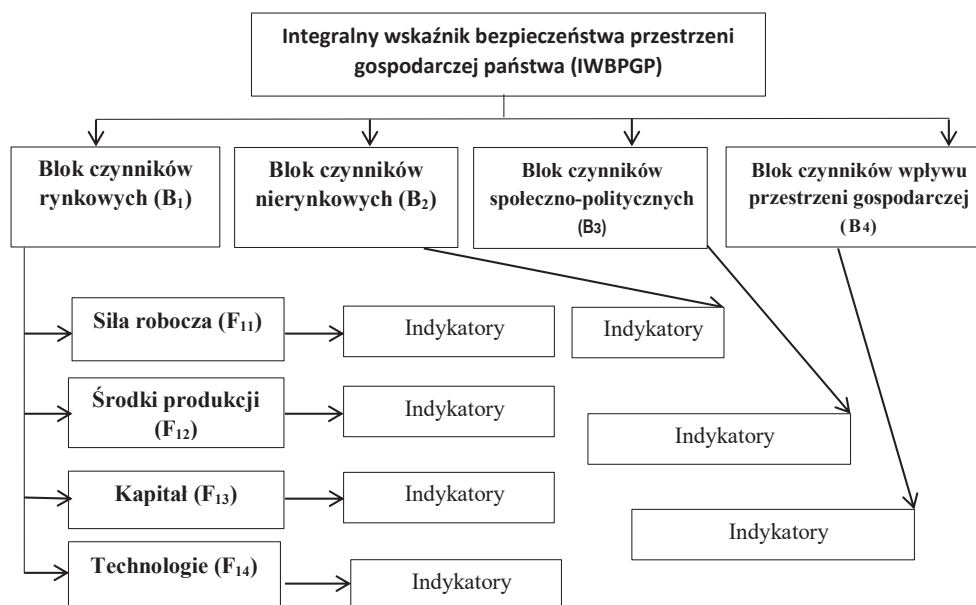 Integralny wskaźnik bezpieczeństwa przestrzeni
gospodarczej państwa (IWBPGP)
Blok czynników
rynkowych (B₁)
Blok czynników
nierynkowych (B₂)
Blok czynników
społeczno-politycznych
(B3)
Blok czynników wpływu
przestrzeni gospodarczej
(B4)
Siła robocza (F₁₁)
Indykatory
Indykatory
Środki produkcji
(F₁₂)
Indykatory
Indykatory
Kapitał (F₁₃)
Indykatory
Indykatory
Technologie (F₁₄)
Indykatory